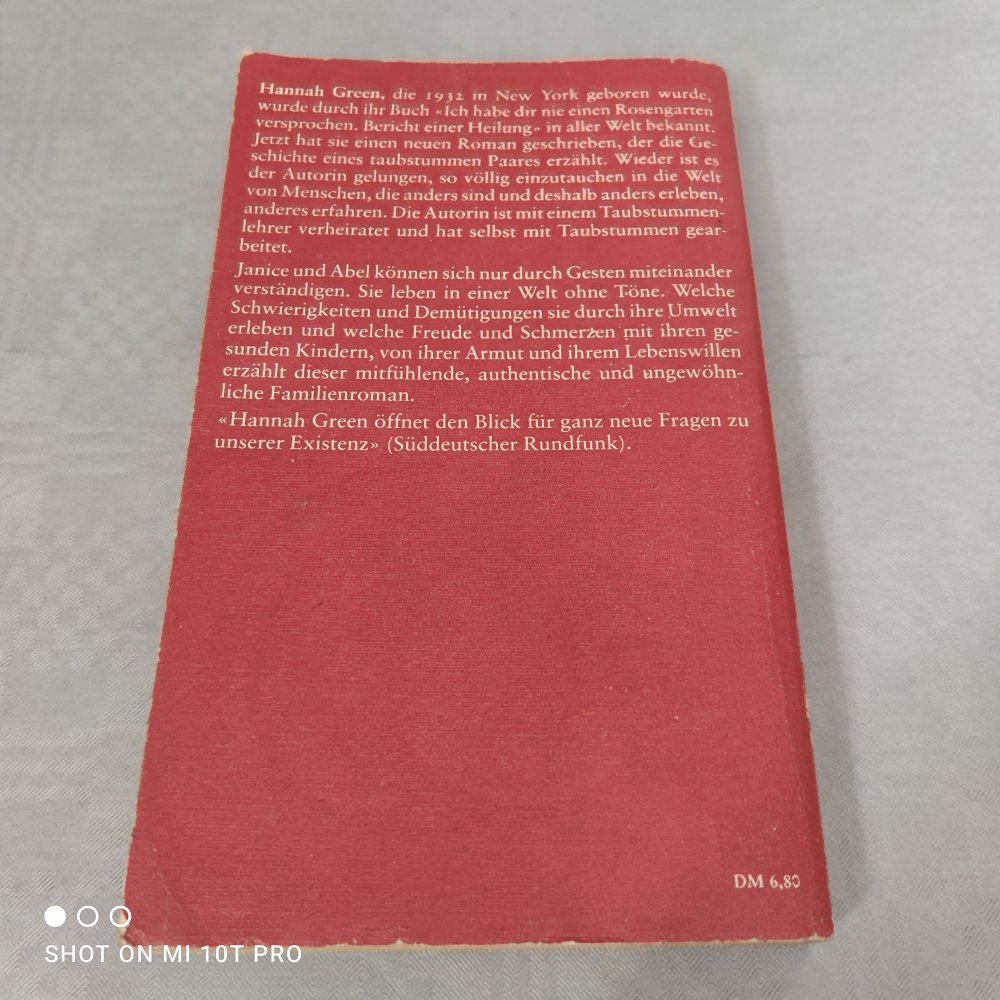 Hannah Green, die 1932 in New York geboren wurde,
wurde durch ihr Buch «Ich habe dir nie einen Rosengarten
versprochen. Bericht einer Heilung» in aller Welt bekannt.
Jetzt hat sie einen neuen Roman geschrieben, der die Ge-
schichte eines taubstummen Paares erzählt. Wieder ist es
der Autorin gelungen, so völlig einzutauchen in die Welt
von Menschen, die anders sind und deshalb anders erleben,
anderes erfahren. Die Autorin ist mit einem Taubstummen-
lehrer verheiratet und hat selbst mit Taubstummen gear-
beitet.
Janice und Abel können sich nur durch Gesten miteinander
verständigen. Sie leben in einer Welt ohne Töne. Welche
Schwierigkeiten und Demütigungen sie durch ihre Umwelt
erleben und welche Freude und Schmerzen mit ihren ge-
sunden Kindern, von ihrer Armut und ihrem Lebenswillen
erzählt dieser mitfühlende, authentische und ungewöhn-
liche Familienroman.
«Hannah Green öffnet den Blick für ganz neue Fragen zu
unserer Existenz» (Süddeutscher Rundfunk).
DM 6,80
SHOT ON MI 10T PRO